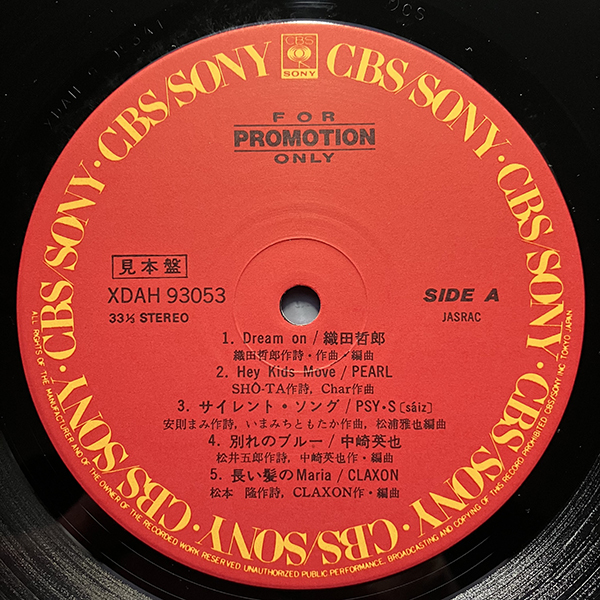 CBS/SONY · CBS/SONY · CBS/SONY · CBS/SONY · CBS/SONY · CBS/SONY · CBS/SONY · CBS/SONY
CBS
SONY
FOR
PROMOTION
ONLY
見本盤
XDAH 93053
33⅓ STEREO
SIDE A
JASRAC
1. Dream on / 織田哲郎
織田哲郎作詩・作曲／編曲
2. Hey Kids Move / PEARL
SHŌ-TA作詩, Char作曲
3. サイレント・ソング / PSY・S〔sáiz〕
安則まみ作詩, いまみちともたか作曲, 松浦雅也編曲
4. 別れのブルー / 中崎英也
松井五郎作詩, 中崎英也作・編曲
5. 長い髪のMaria / CLAXON
松本 隆作詩, CLAXON作・編曲
ALL RIGHTS OF THE MANUFACTURER AND OF THE OWNER OF THE RECORDED WORK RESERVED UNAUTHORIZED PUBLIC PERFORMANCE. BROADCASTING AND COPYING OF THIS RECORD PROHIBITED CBS/SONY INC. TOKYO JAPAN